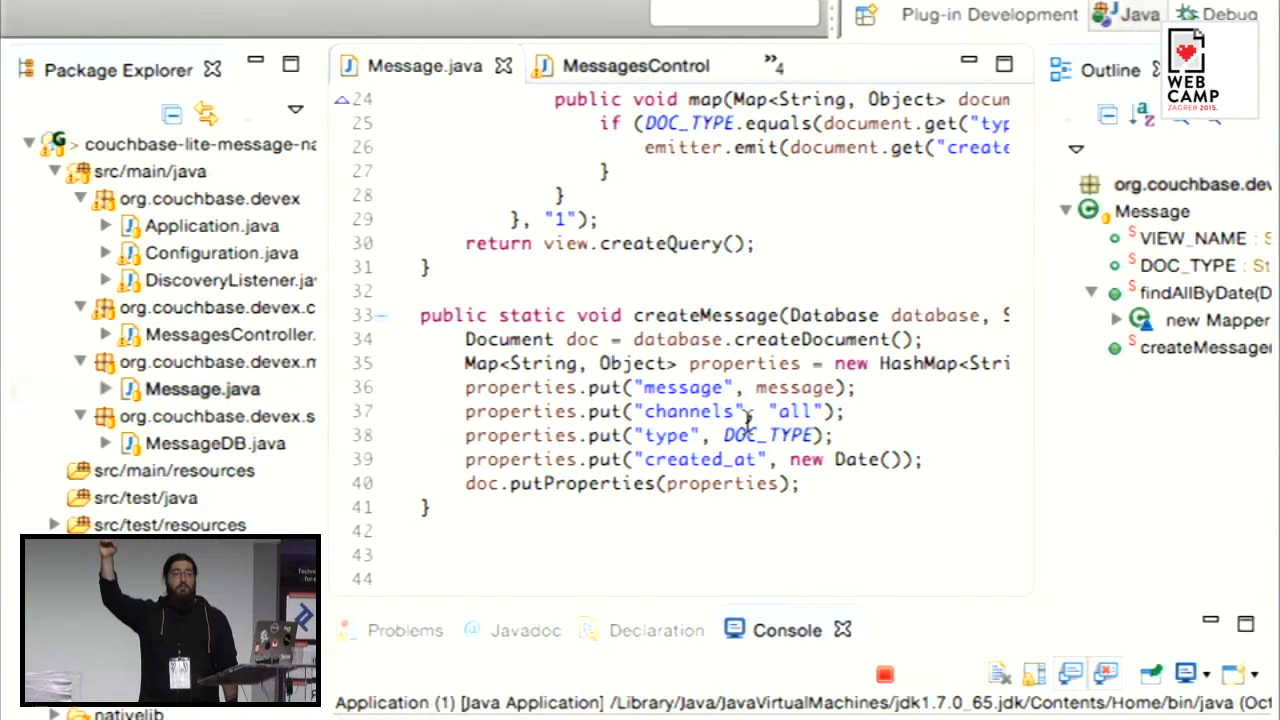 Plug-in Development Java Debug
WEB
CAMP
ZAGREB 2015.
Package Explorer
> couchbase-lite-message-na
src/main/java
org.couchbase.devex
Application.java
Configuration.java
DiscoveryListener.ja
org.couchbase.devex.c
MessagesController.
org.couchbase.devex.m
Message.java
org.couchbase.devex.s
MessageDB.java
src/main/resources
src/test/java
src/test/resources
nativelib
Message.java MessagesControl 4
24 public void map(Map<String, Object> docum
25 if (DOC_TYPE.equals(document.get("typ
26 emitter.emit(document.get("create
27 }
28 }
29 }, "1");
30 return view.createQuery();
31 }
32
33 public static void createMessage(Database database, S
34 Document doc = database.createDocument();
35 Map<String, Object> properties = new HashMap<Stri
36 properties.put("message", message);
37 properties.put("channels", "all");
38 properties.put("type", DOC_TYPE);
39 properties.put("created_at", new Date());
40 doc.putProperties(properties);
41 }
42
43
44
Outline
org.couchbase.dev
Message
VIEW_NAME : S
DOC_TYPE : St
findAllByDate(D
new Mapper
createMessage(
Problems Javadoc Declaration Console
Application (1) [Java Application] /Library/Java/JavaVirtualMachines/jdk1.7.0_65.jdk/Contents/Home/bin/java (Oct